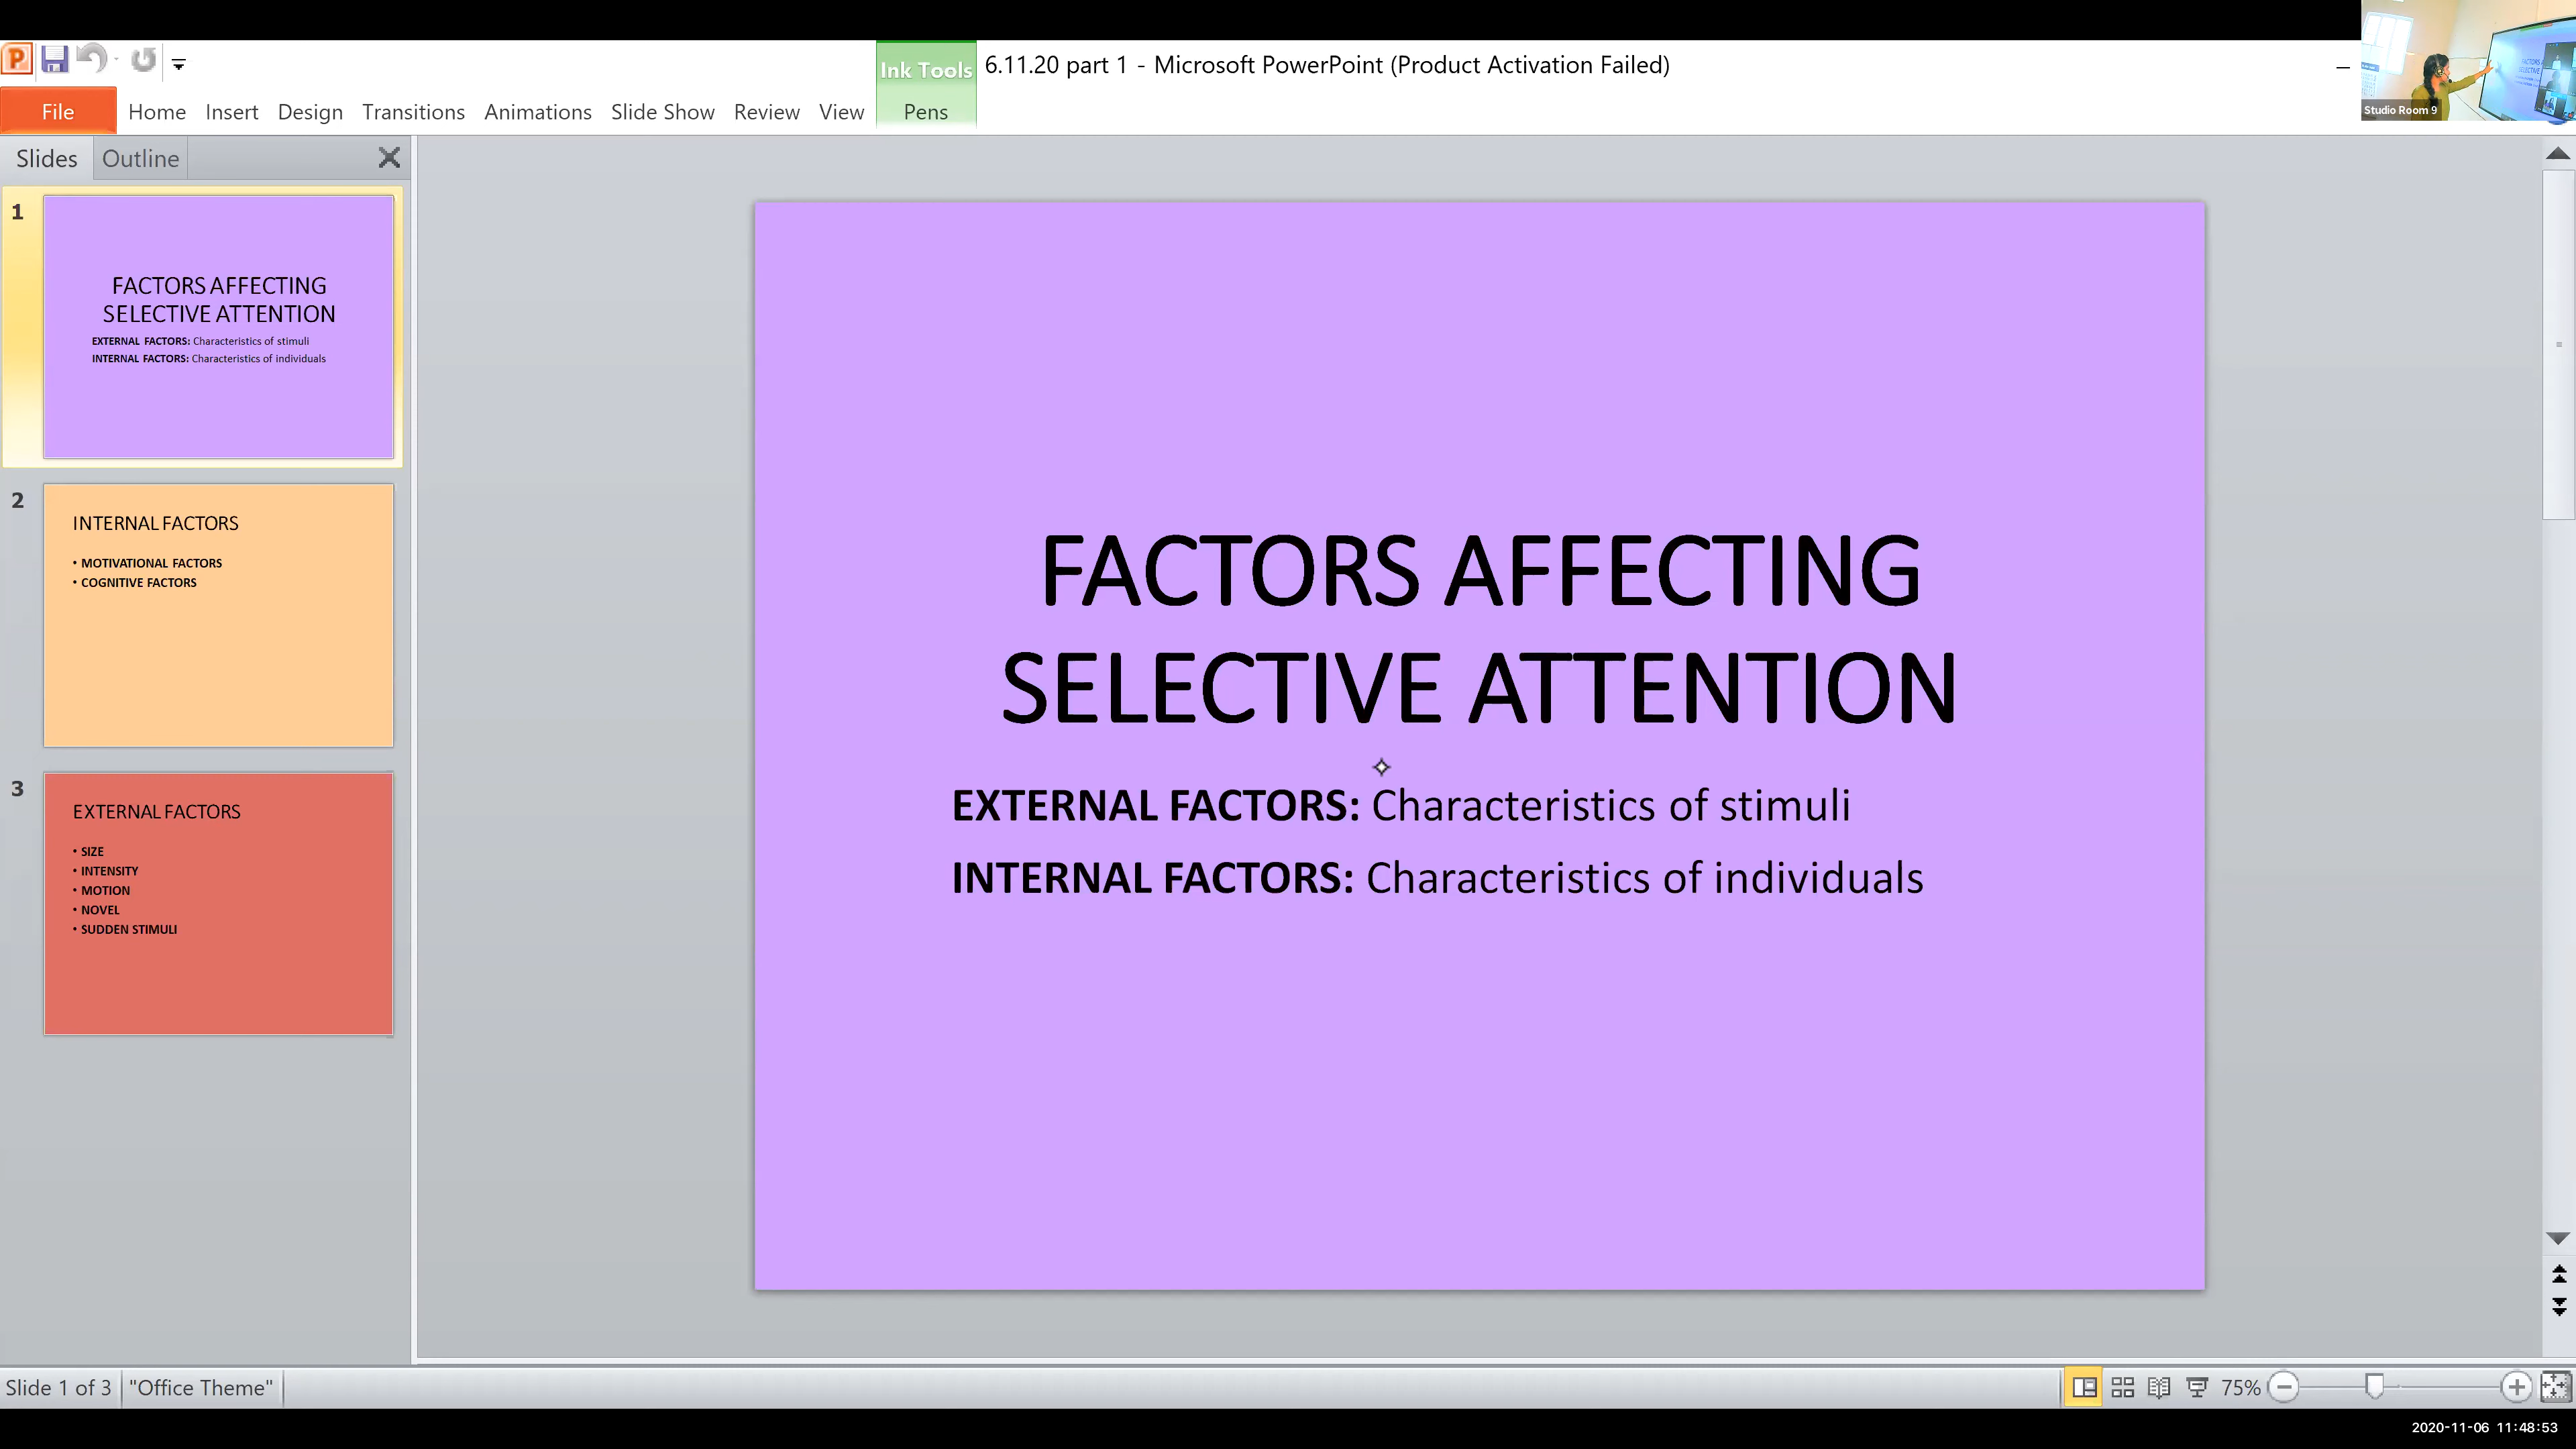 Ink Tools
6.11.20 part 1 - Microsoft PowerPoint (Product Activation Failed)
File Home Insert Design Transitions Animations Slide Show Review View Pens
Studio Room 9
Slides Outline
1
FACTORS AFFECTING
SELECTIVE ATTENTION
EXTERNAL FACTORS: Characteristics of stimuli
INTERNAL FACTORS: Characteristics of individuals
2
INTERNAL FACTORS
• MOTIVATIONAL FACTORS
• COGNITIVE FACTORS
3
EXTERNAL FACTORS
• SIZE
• INTENSITY
• MOTION
• NOVEL
• SUDDEN STIMULI
FACTORS AFFECTING
SELECTIVE ATTENTION
EXTERNAL FACTORS: Characteristics of stimuli
INTERNAL FACTORS: Characteristics of individuals
Slide 1 of 3 "Office Theme" 75%
2020-11-06 11:48:53